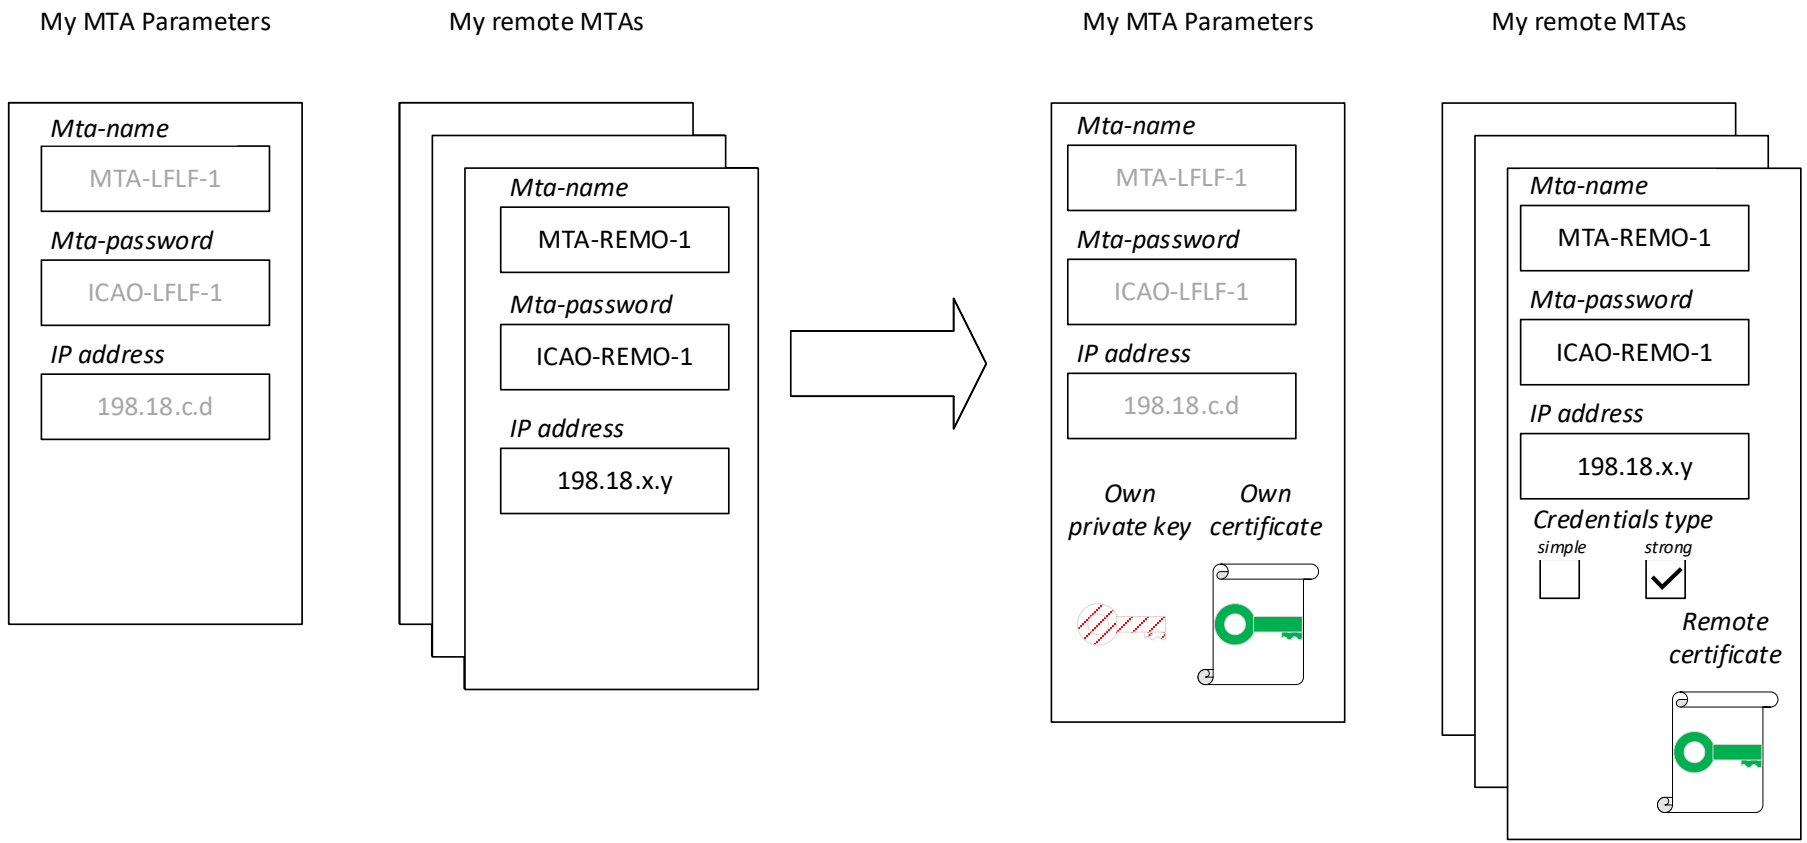 My MTA Parameters
My remote MTAs
Mta-name
MTA-LFLF-1
Mta-password
ICAO-LFLF-1
IP address
198.18.c.d
Mta-name
MTA-REMO-1
Mta-password
ICAO-REMO-1
IP address
198.18.x.y
My MTA Parameters
My remote MTAs
Mta-name
MTA-LFLF-1
Mta-password
ICAO-LFLF-1
IP address
198.18.c.d
Own
private key
Own
certificate
Mta-name
MTA-REMO-1
Mta-password
ICAO-REMO-1
IP address
198.18.x.y
Credentials type
simple
strong
Remote
certificate